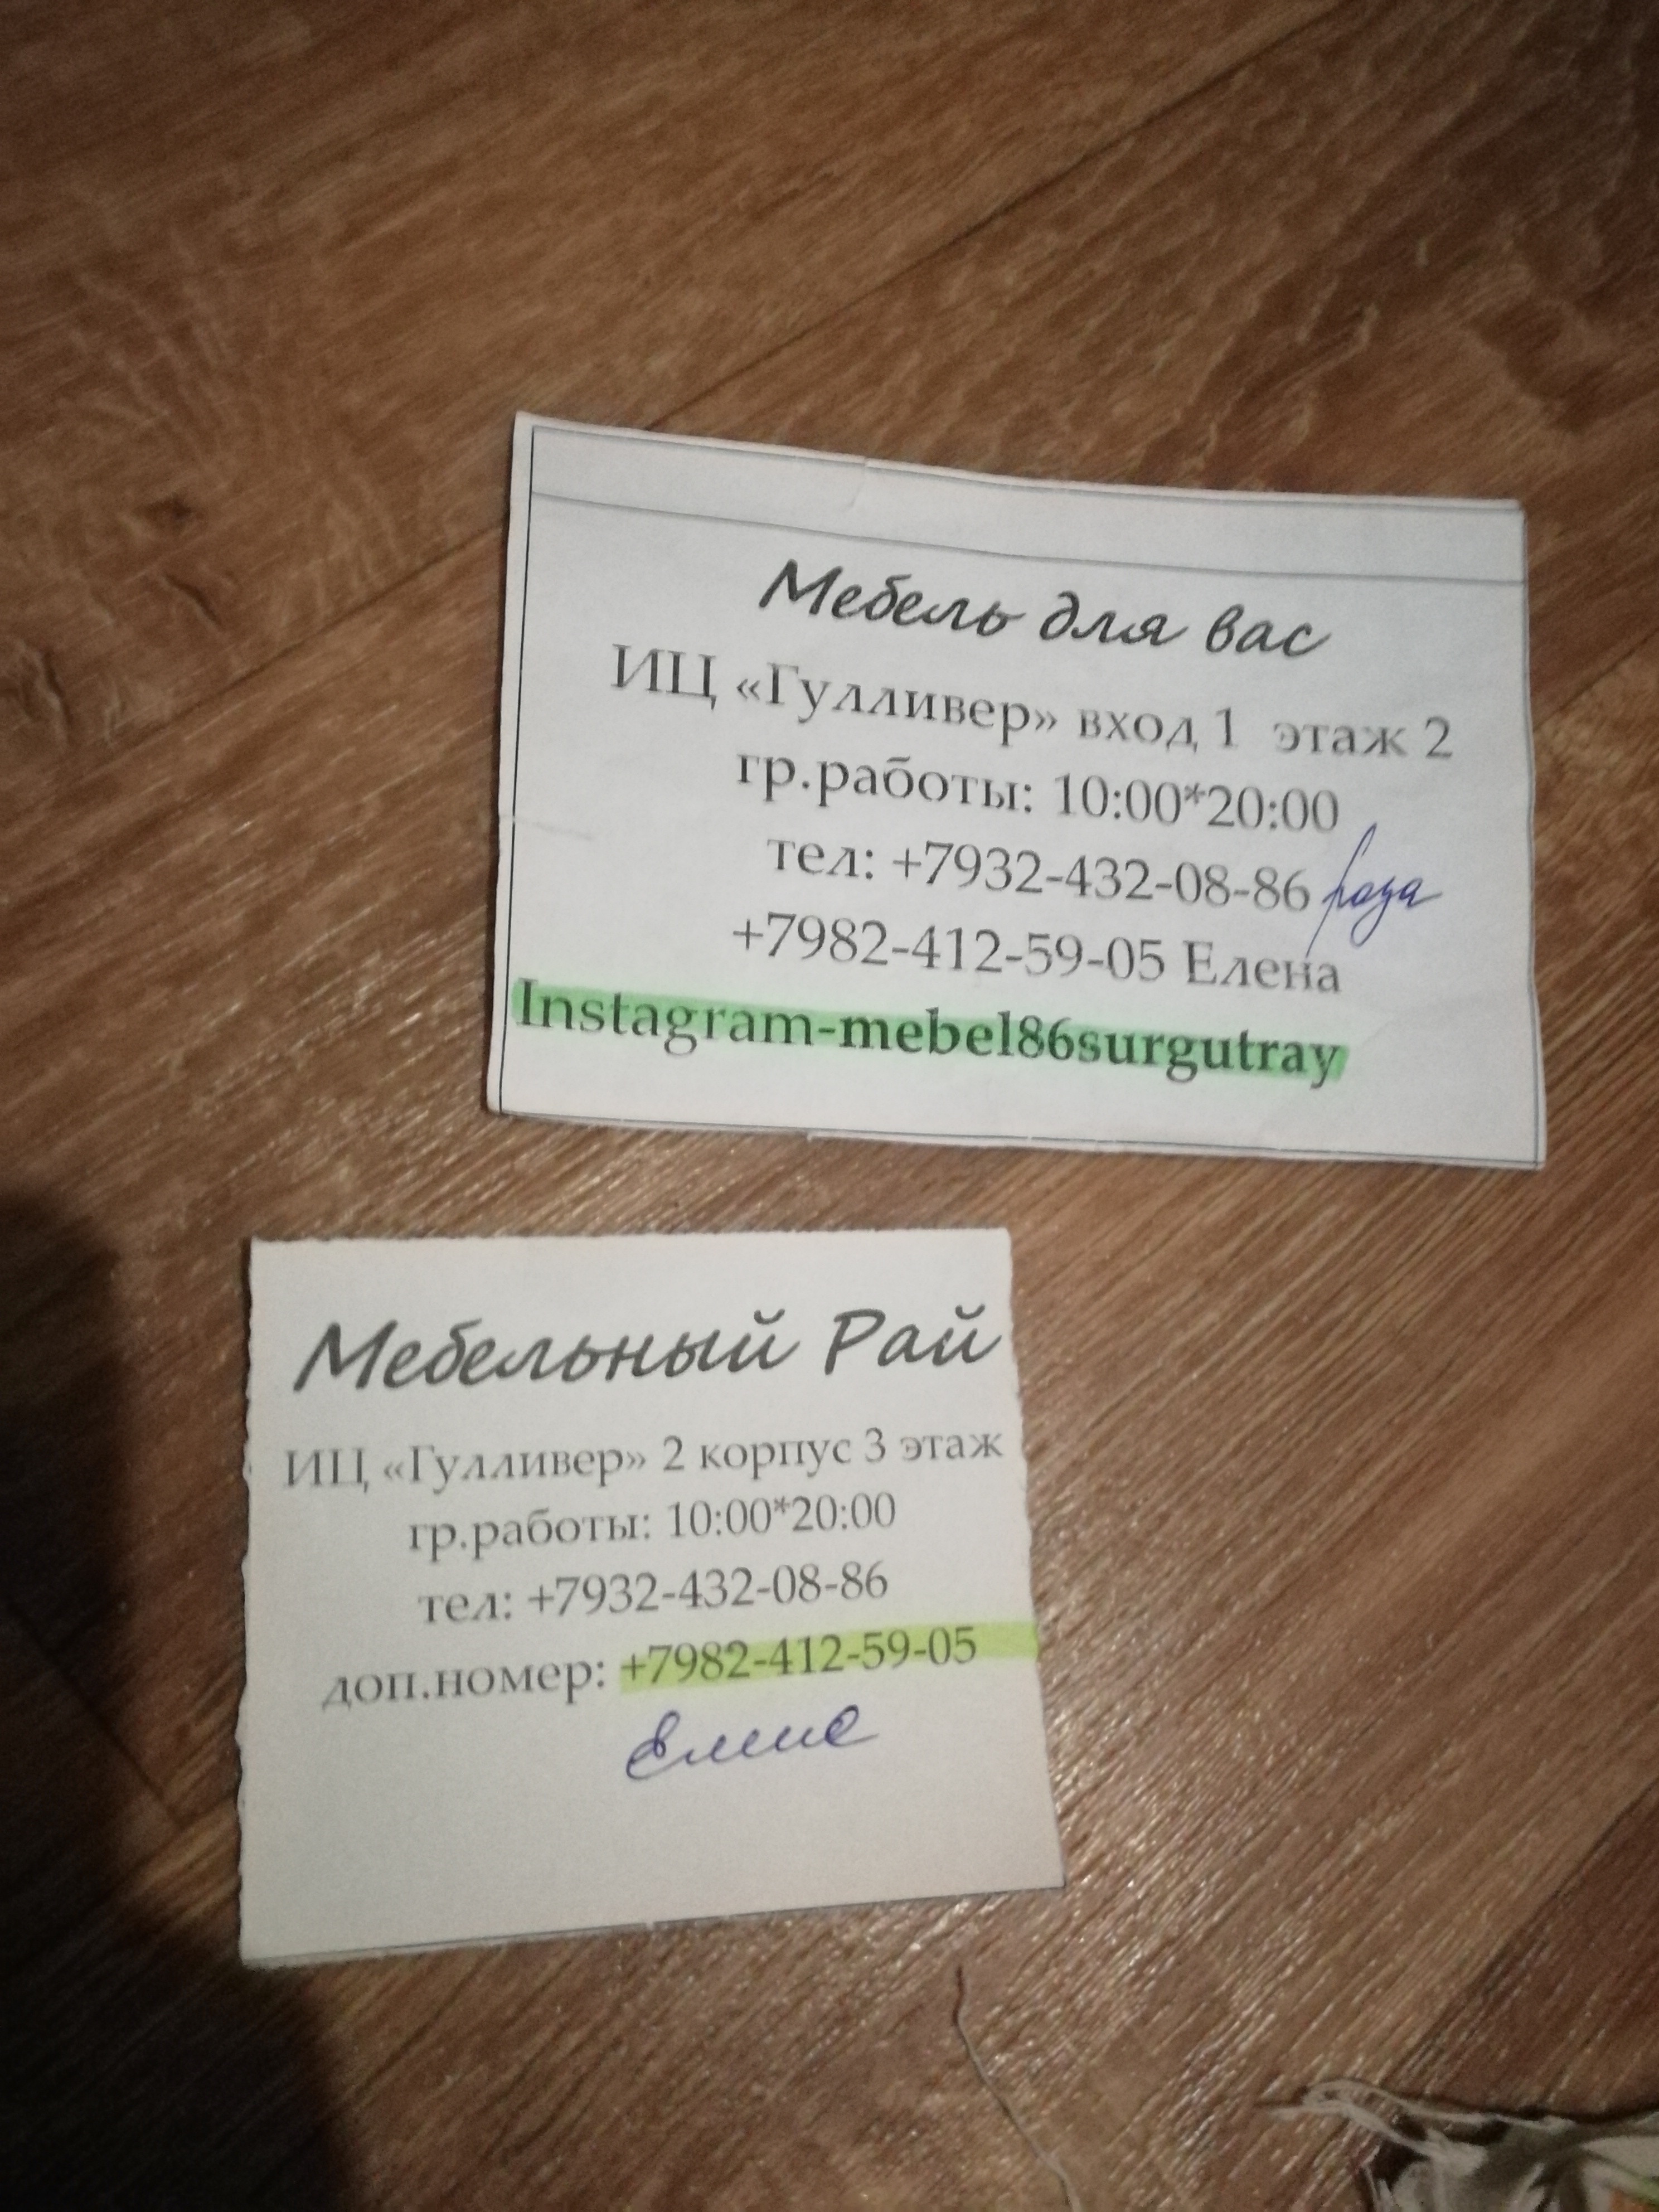 Мебель для вас
ИЦ «Гулливер» вход 1 этаж 2
гр.работы: 10:00*20:00
тел: +7932-432-08-86 роза
+7982-412-59-05 Елена
Instagram-mebel86surgutray
Мебельный Рай
ИЦ «Гулливер» 2 корпус 3 этаж
гр.работы: 10:00*20:00
тел: +7932-432-08-86
доп.номер: +7982-412-59-05